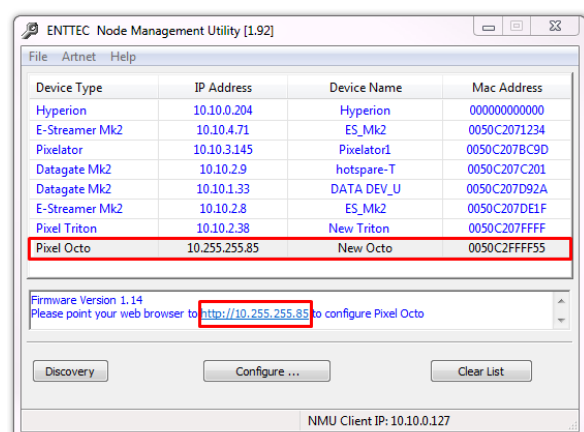 ENTTEC Node Management Utility [1.92]
File Artnet Help
Device Type IP Address Device Name Mac Address
Hyperion 10.10.0.204 Hyperion 000000000000
E-Streamer Mk2 10.10.4.71 ES_Mk2 0050C2071234
Pixelator 10.10.3.145 Pixelator1 0050C207BC9D
Datagate Mk2 10.10.2.9 hotspare-T 0050C207C201
Datagate Mk2 10.10.1.33 DATA DEV_U 0050C207D92A
E-Streamer Mk2 10.10.2.8 ES_Mk2 0050C207DE1F
Pixel Triton 10.10.2.38 New Triton 0050C207FFFF
Pixel Octo 10.255.255.85 New Octo 0050C2FFFF55
Firmware Version 1.14
Please point your web browser to http://10.255.255.85 to configure Pixel Octo
Discovery Configure ... Clear List
NMU Client IP: 10.10.0.127